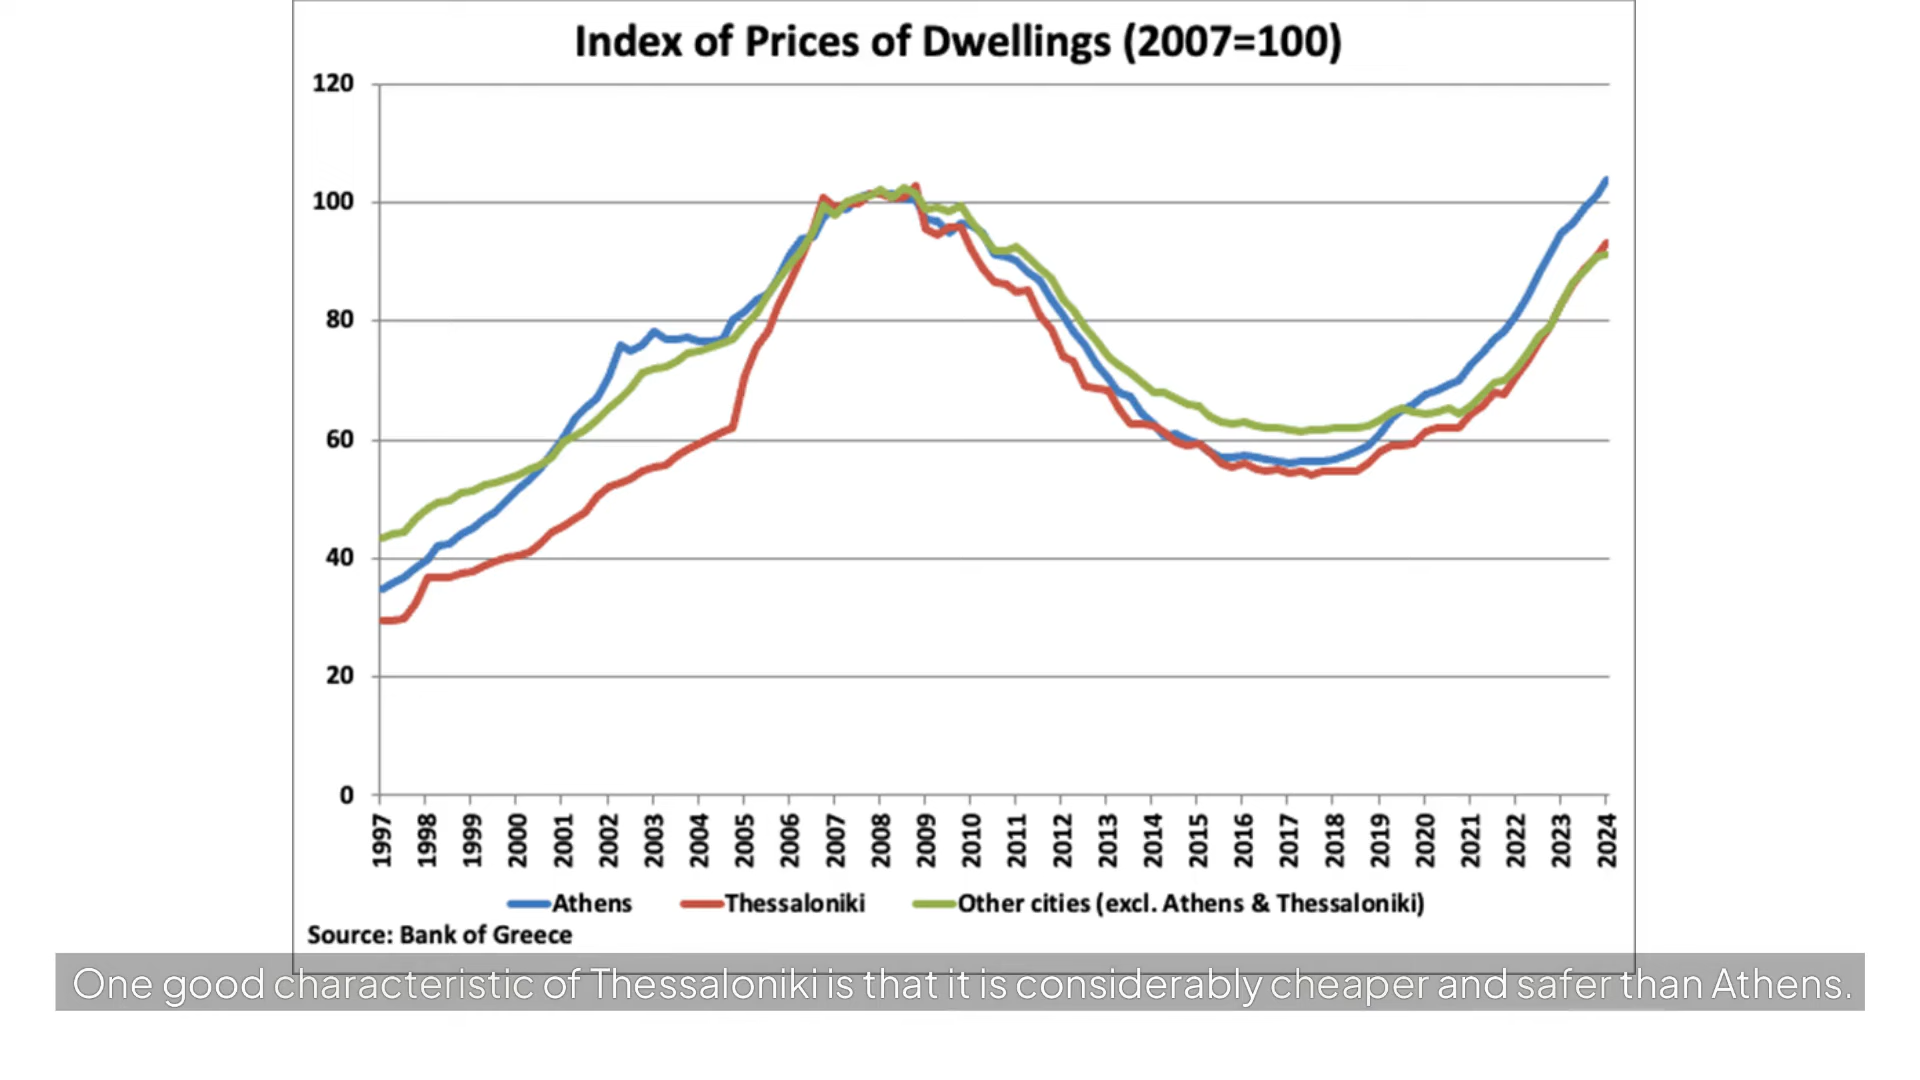 Index of Prices of Dwellings (2007=100)
120
100
80
60
40
20
0
1997 1998 1999 2000 2001 2002 2003 2004 2005 2006 2007 2008 2009 2010 2011 2012 2013 2014 2015 2016 2017 2018 2019 2020 2021 2022 2023 2024
Athens Thessaloniki Other cities (excl. Athens & Thessaloniki)
Source: Bank of Greece
One good characteristic of Thessaloniki is that it is considerably cheaper and safer than Athens.